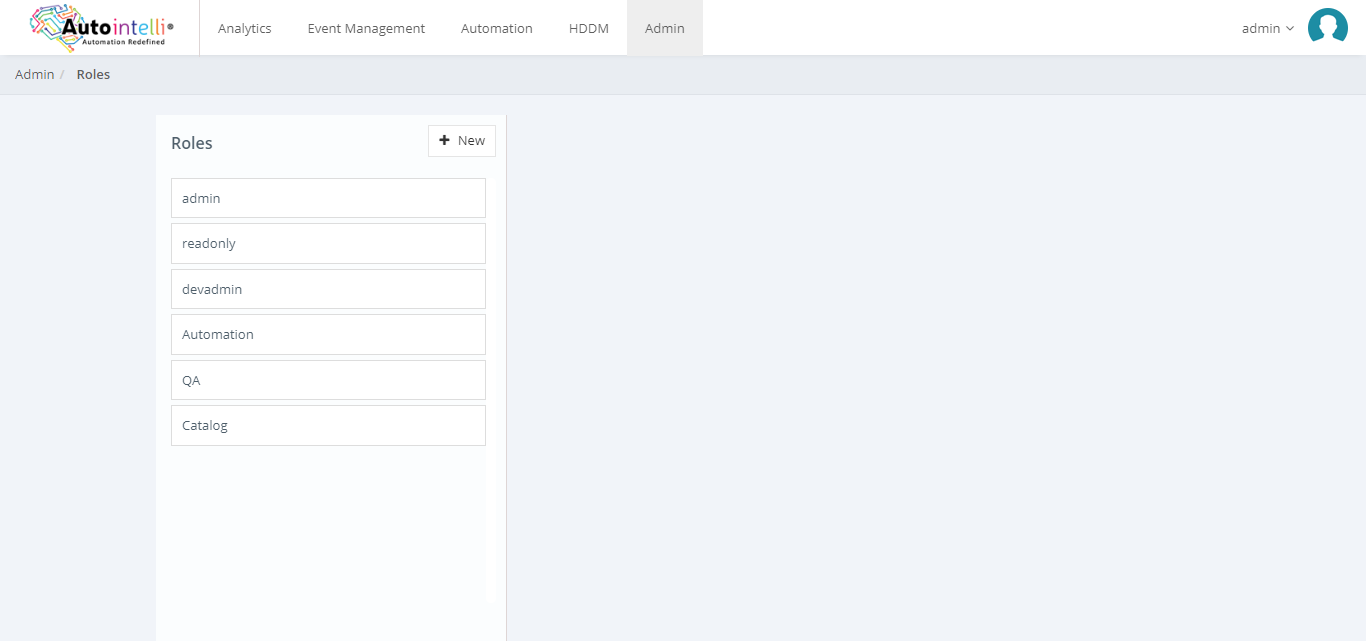 Autointelli®
Automation Redefined
Analytics
Event Management
Automation
HDDM
Admin
admin
Admin / Roles
Roles
+ New
admin
readonly
devadmin
Automation
QA
Catalog